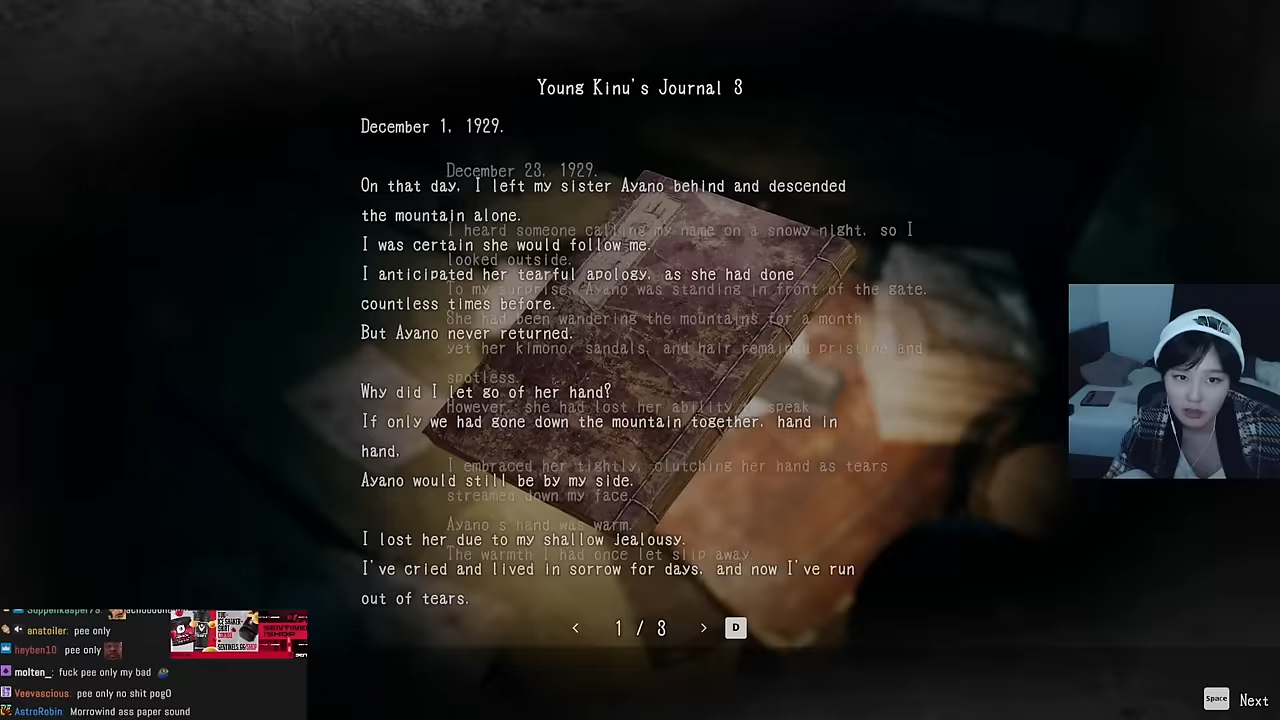 Young Kinu's Journal 3
December 1, 1929.
On that day, I left my sister Ayano behind and descended
the mountain alone.
I was certain she would follow me.
I anticipated her tearful apology, as she had done
countless times before.
But Ayano never returned.
Why did I let go of her hand?
If only we had gone down the mountain together, hand in
hand,
Ayano would still be by my side.
I lost her due to my shallow jealousy.
I've cried and lived in sorrow for days, and now I've run
out of tears.
December 23, 1929.
I heard someone calling my name on a snowy night, so I
looked outside.
To my surprise, Ayano was standing in front of the gate.
She had been wandering the mountains for a month
yet her kimono, sandals, and hair remained pristine and
spotless.
However, she had lost her ability to speak
I embraced her tightly, clutching her hand as tears
streamed down my face.
Ayano's hand was warm.
The warmth I had once let slip away.
< 1 / 3 > D
Space Next
anatoiler: pee only
heyben10 pee only
molten_: fuck pee only my bad
Veevascious: pee only no shit pogO
AstroRobin: Morrowind ass paper sound